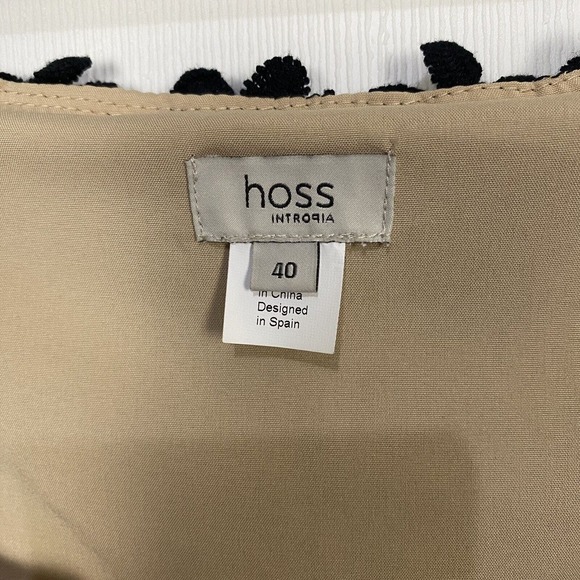 hoss
INTROPIA
40
in China
Designed
in Spain